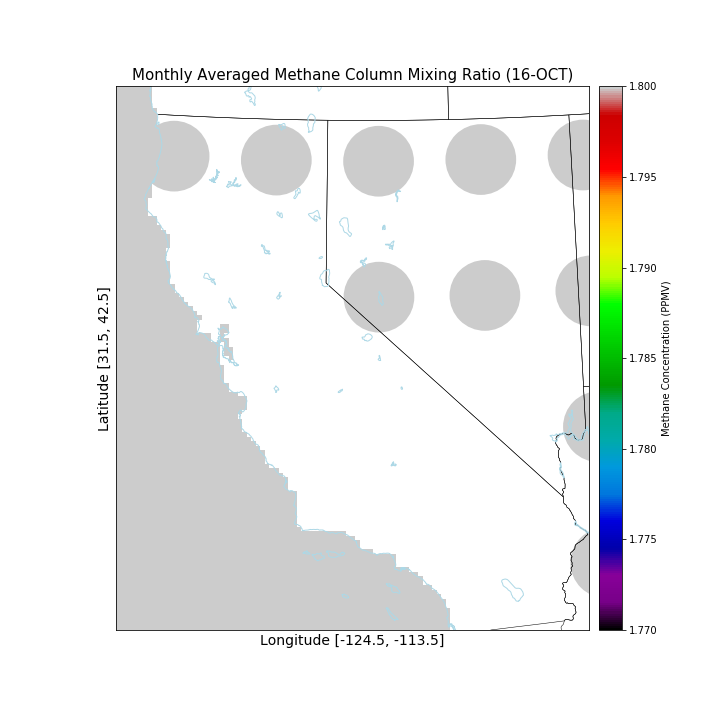 Monthly Averaged Methane Column Mixing Ratio (16-OCT)
Latitude [31.5, 42.5]
Longitude [-124.5, -113.5]
1.800
1.795
1.790
1.785
1.780
1.775
1.770
Methane Concentration (PPMV)